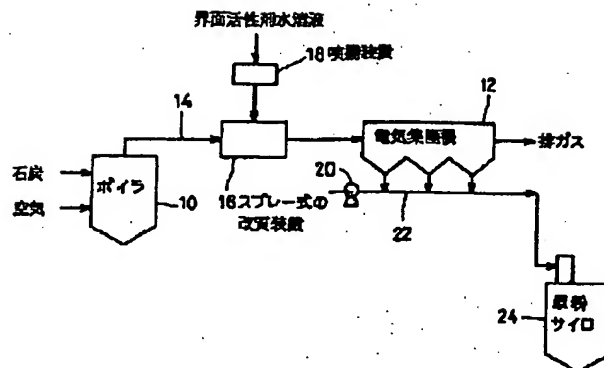 界面活性剤水溶液
18 噴霧装置
14
12
電気集塵機
排ガス
石炭
空気
ボイラ
10
16 スプレー式の
改質装置
20
22
原粉
サイロ
24